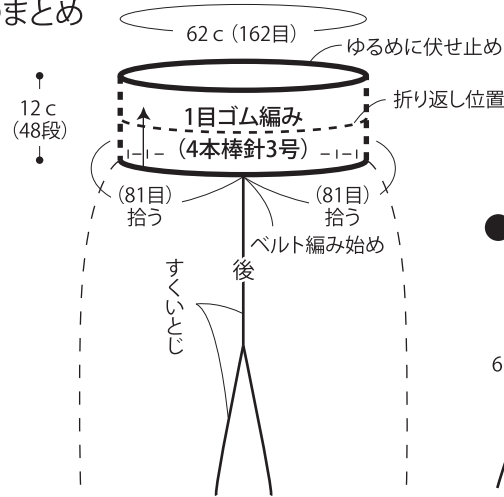 まとめ
62c（162目）
ゆるめに伏せ止め
12c
（48段）
折り返し位置
1目ゴム編み
（4本棒針3号）
（81目）
拾う
（81目）
拾う
ベルト編み始め
後
すくいとじ
6